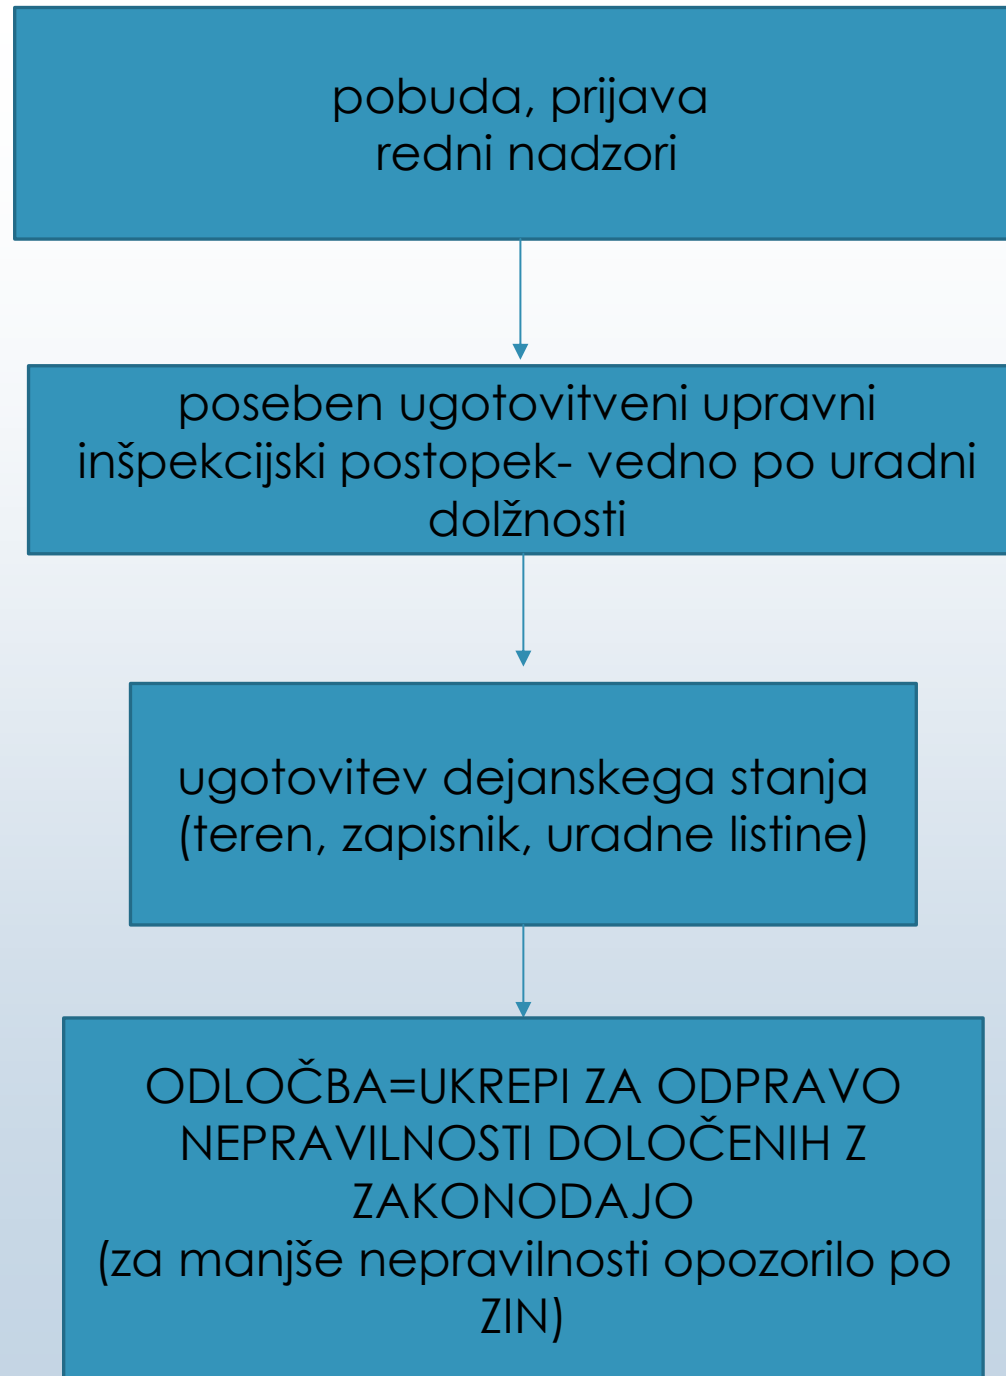 pobuda, prijava
redni nadzori
poseben ugotovitveni upravni
inšpekcijski postopek- vedno po uradni
dolžnosti
ugotovitev dejanskega stanja
(teren, zapisnik, uradne listine)
ODLOČBA=UKREPI ZA ODPRAVO
NEPRAVILNOSTI DOLOČENIH Z
ZAKONODAJO
(za manjše nepravilnosti opozorilo po
ZIN)